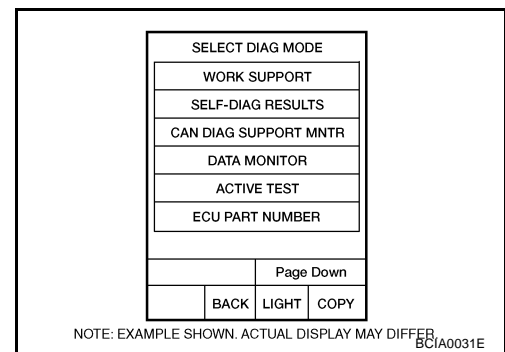 SELECT DIAG MODE
WORK SUPPORT
SELF-DIAG RESULTS
CAN DIAG SUPPORT MNTR
DATA MONITOR
ACTIVE TEST
ECU PART NUMBER
Page Down
BACK LIGHT COPY
NOTE: EXAMPLE SHOWN. ACTUAL DISPLAY MAY DIFFER.
BCIA0031E